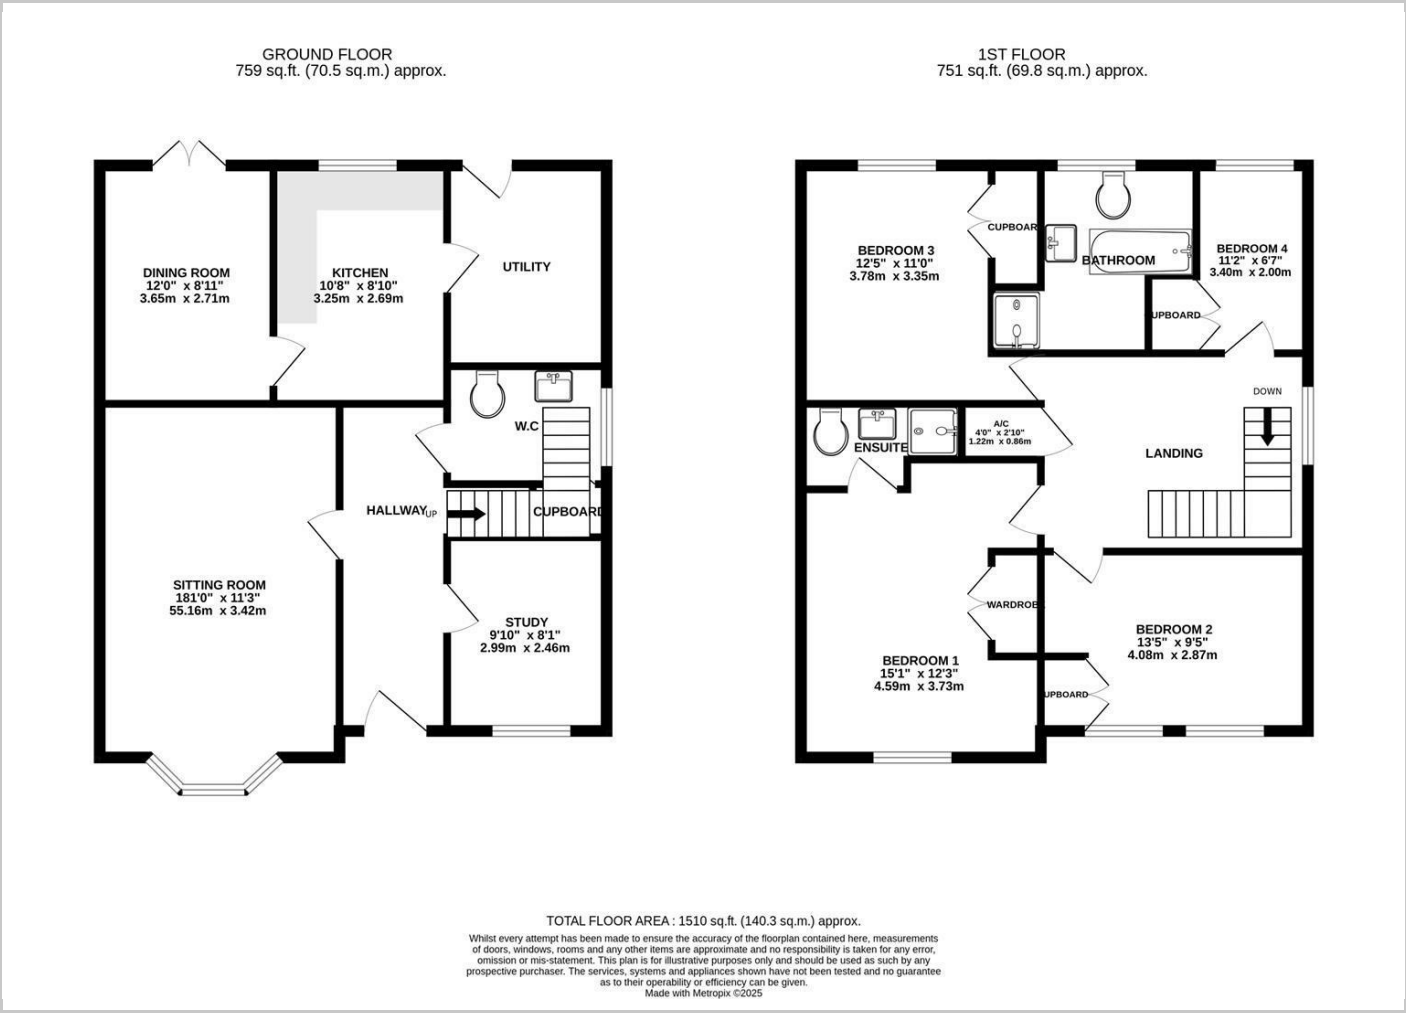 GROUND FLOOR
759 sq.ft. (70.5 sq.m.) approx.
DINING ROOM
12'0" x 8'11"
3.65m x 2.71m
KITCHEN
10'8" x 8'10"
3.25m x 2.69m
UTILITY
W.C
HALLWAY
UP
CUPBOARD
SITTING ROOM
181'0" x 11'3"
55.16m x 3.42m
STUDY
9'10" x 8'1"
2.99m x 2.46m
1ST FLOOR
751 sq.ft. (69.8 sq.m.) approx.
BEDROOM 3
12'5" x 11'0"
3.78m x 3.35m
CUPBOAR
BATHROOM
BEDROOM 4
11'2" x 6'7"
3.40m x 2.00m
UPBOARD
DOWN
A/C
4'0" x 2'10"
1.22m x 0.86m
ENSUITE
LANDING
WARDROBE
BEDROOM 2
13'5" x 9'5"
4.08m x 2.87m
BEDROOM 1
15'1" x 12'3"
4.59m x 3.73m
UPBOARD
TOTAL FLOOR AREA : 1510 sq.ft. (140.3 sq.m.) approx.
Whilst every attempt has been made to ensure the accuracy of the floorplan contained here, measurements
of doors, windows, rooms and any other items are approximate and no responsibility is taken for any error,
omission or mis-statement. This plan is for illustrative purposes only and should be used as such by any
prospective purchaser. The services, systems and appliances shown have not been tested and no guarantee
as to their operability or efficiency can be given.
Made with Metropix ©2025